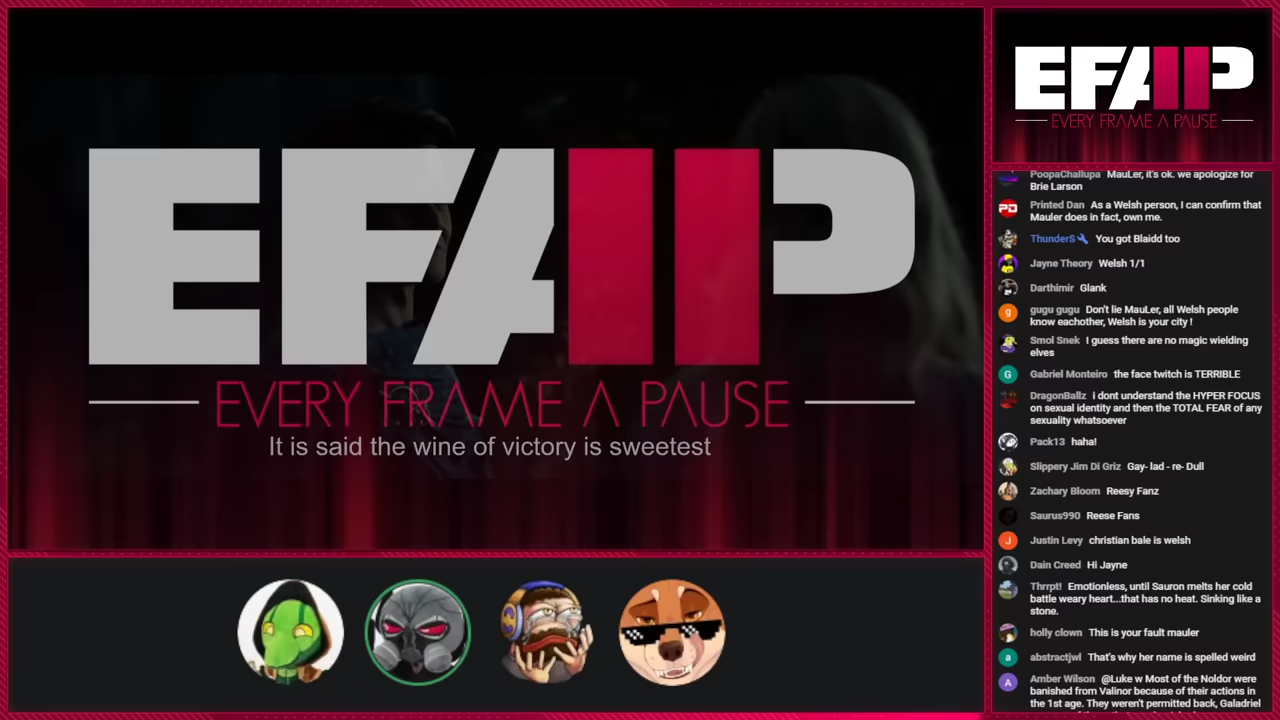 EFAP
EVERY FRAME A PAUSE
It is said the wine of victory is sweetest
EFAP
EVERY FRAME A PAUSE
PoopaChallupa MauLer, it's ok. we apologize for
Brie Larson
PD
Printed Dan As a Welsh person, I can confirm that
Mauler does in fact, own me.
ThunderS You got Blaidd too
Jayne Theory Welsh 1/1
Darthimir Glank
g
gugu gugu Don't lie MauLer, all Welsh people
know eachother, Welsh is your city !
Smol Snek I guess there are no magic wielding
elves
G
Gabriel Monteiro the face twitch is TERRIBLE
DragonBallz i dont understand the HYPER FOCUS
on sexual identity and then the TOTAL FEAR of any
sexuality whatsoever
Pack13 haha!
Slippery Jim Di Griz Gay- lad - re- Dull
Zachary Bloom Reesy Fanz
Saurus990 Reese Fans
J
Justin Levy christian bale is welsh
Dain Creed Hi Jayne
Thrrpt! Emotionless, until Sauron melts her cold
battle weary heart...that has no heat. Sinking like a
stone.
holly clown This is your fault mauler
a
abstractjwl That's why her name is spelled weird
A
Amber Wilson @Luke w Most of the Noldor were
banished from Valinor because of their actions in
the 1st age. They weren't permitted back, Galadriel